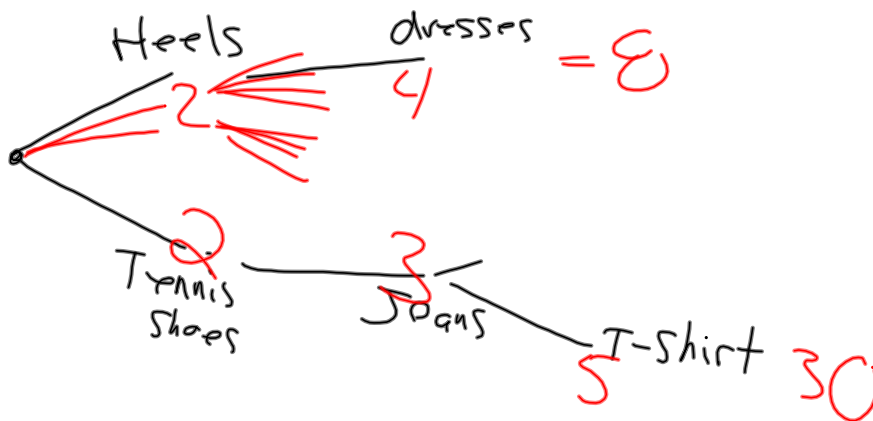 Heels
dresses
2
4
= 8
2
Tennis
Shoes
3
Jeans
5
T-Shirt
30